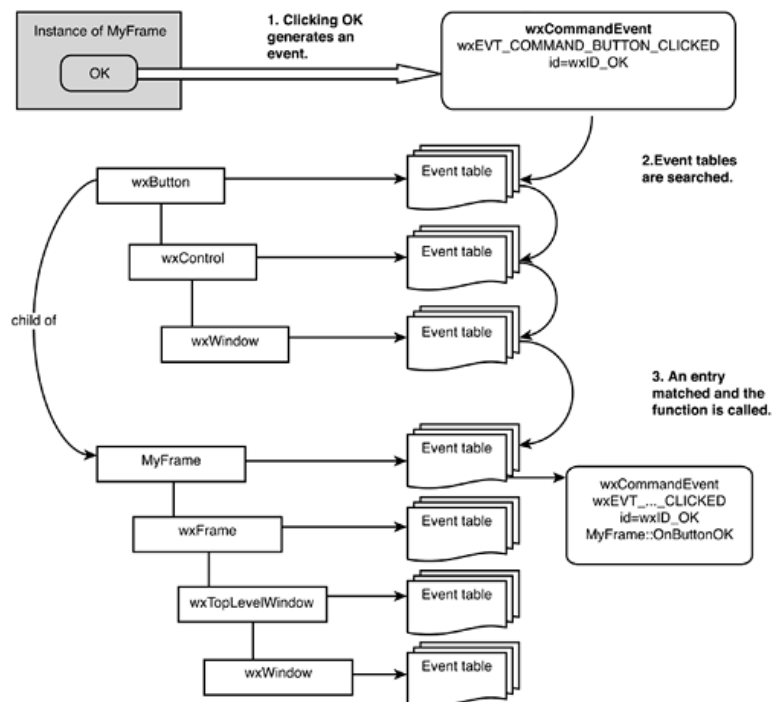 Instance of MyFrame
OK
1. Clicking OK
generates an
event.
wxCommandEvent
wxEVT_COMMAND_BUTTON_CLICKED
id=wxID_OK
2.Event tables
are searched.
wxButton
Event table
wxControl
Event table
child of
wxWindow
Event table
3. An entry
matched and the
function is called.
MyFrame
Event table
wxCommandEvent
wxEVT_..._CLICKED
id=wxID_OK
MyFrame::OnButtonOK
wxFrame
Event table
wxTopLevelWindow
Event table
wxWindow
Event table